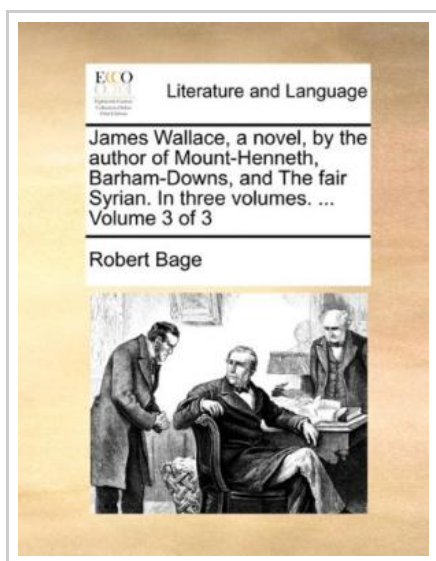 ECCO
Literature and Language
James Wallace, a novel, by the
author of Mount-Henneth,
Barham-Downs, and The fair
Syrian. In three volumes. ...
Volume 3 of 3
Robert Bage